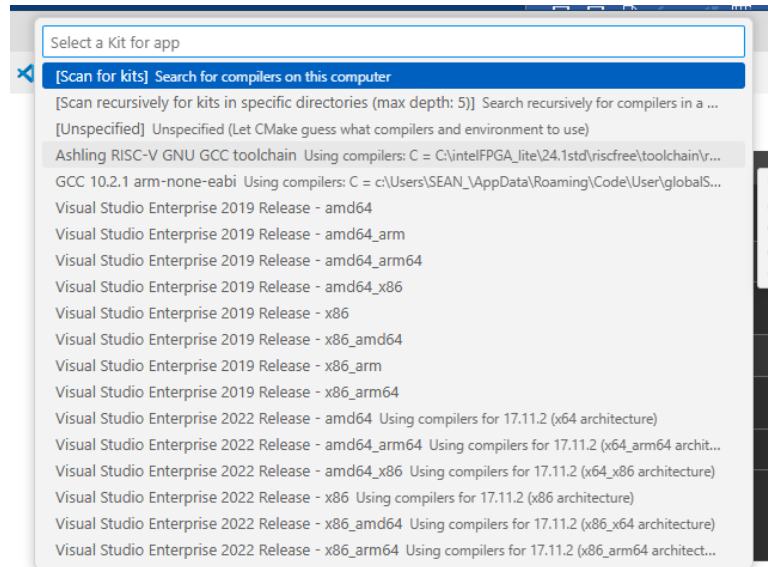 Select a Kit for app
[Scan for kits] Search for compilers on this computer
[Scan recursively for kits in specific directories (max depth: 5)] Search recursively for compilers in a ...
[Unspecified] Unspecified (Let CMake guess what compilers and environment to use)
Ashling RISC-V GNU GCC toolchain Using compilers: C = C:\intelFPGA_lite\24.1std\riscfree\toolchain\r...
GCC 10.2.1 arm-none-eabi Using compilers: C = c:\Users\SEAN_\AppData\Roaming\Code\User\globalS...
Visual Studio Enterprise 2019 Release - amd64
Visual Studio Enterprise 2019 Release - amd64_arm
Visual Studio Enterprise 2019 Release - amd64_arm64
Visual Studio Enterprise 2019 Release - amd64_x86
Visual Studio Enterprise 2019 Release - x86
Visual Studio Enterprise 2019 Release - x86_amd64
Visual Studio Enterprise 2019 Release - x86_arm
Visual Studio Enterprise 2019 Release - x86_arm64
Visual Studio Enterprise 2022 Release - amd64 Using compilers for 17.11.2 (x64 architecture)
Visual Studio Enterprise 2022 Release - amd64_arm64 Using compilers for 17.11.2 (x64_arm64 archit...
Visual Studio Enterprise 2022 Release - amd64_x86 Using compilers for 17.11.2 (x64_x86 architecture)
Visual Studio Enterprise 2022 Release - x86 Using compilers for 17.11.2 (x86 architecture)
Visual Studio Enterprise 2022 Release - x86_amd64 Using compilers for 17.11.2 (x86_x64 architecture)
Visual Studio Enterprise 2022 Release - x86_arm64 Using compilers for 17.11.2 (x86_arm64 architect...